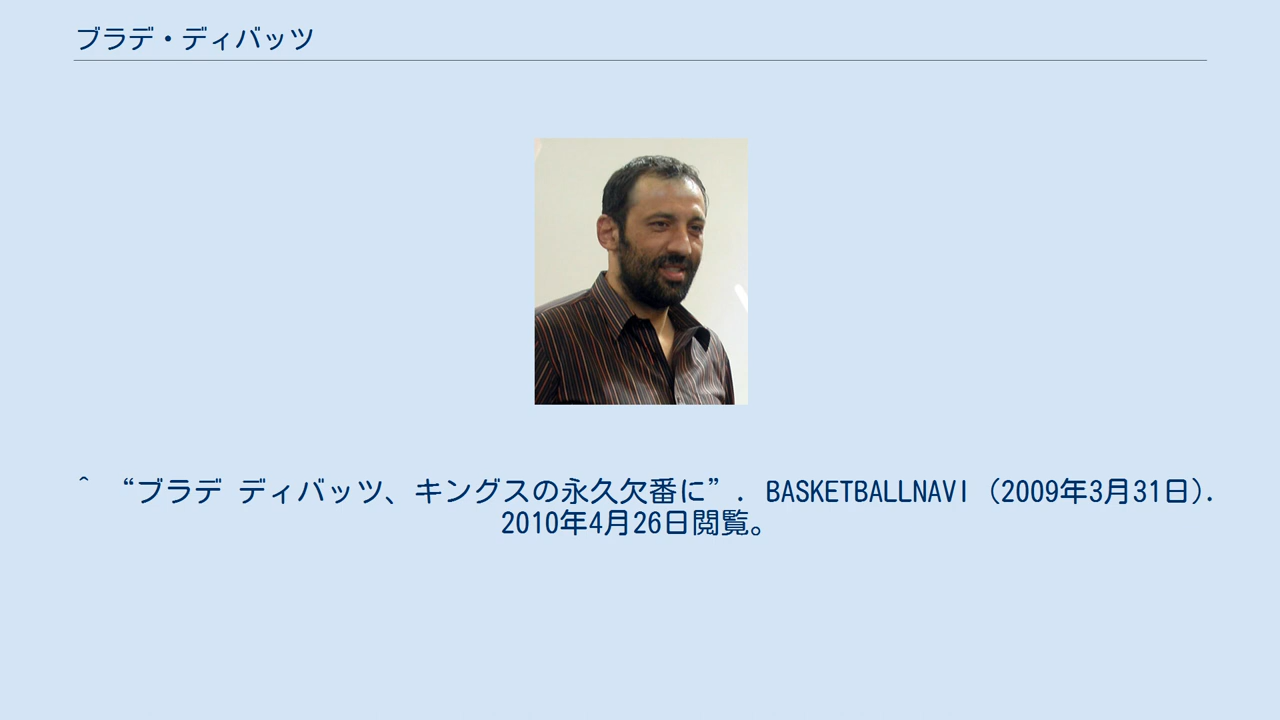 ブラデ・ディバッツ
^ “ブラデ ディバッツ、キングスの永久欠番に”. BASKETBALLNAVI (2009年3月31日).
2010年4月26日閲覧。